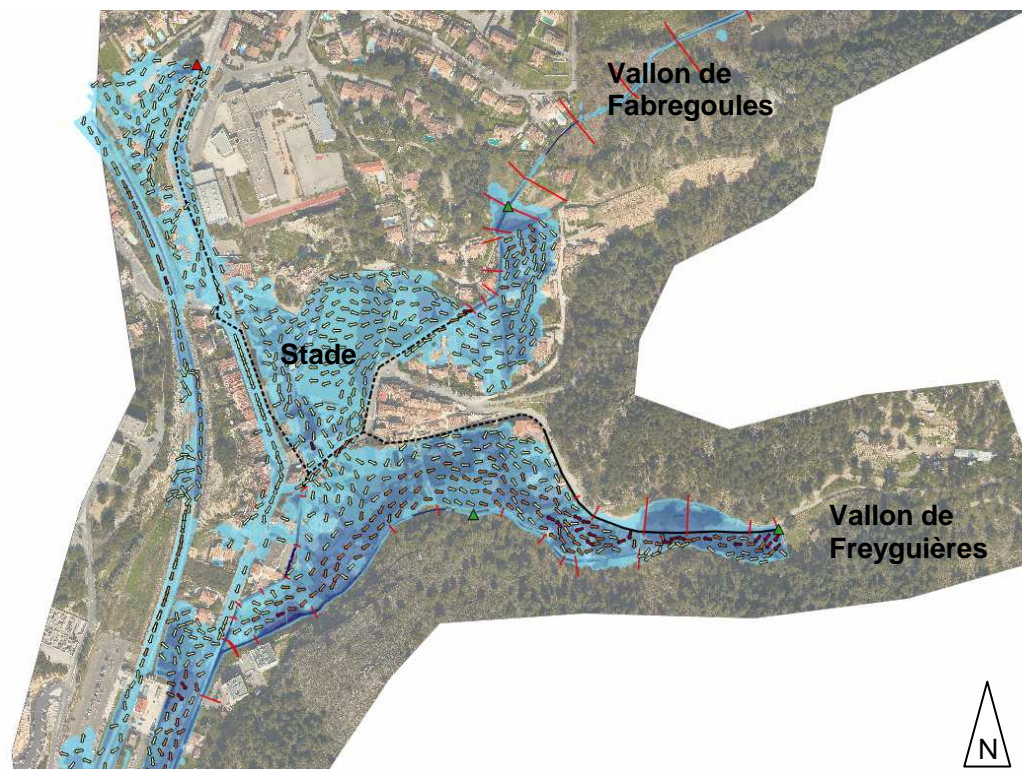 Vallon de
Fabregoules
Stade
Vallon de
Freyguières
N